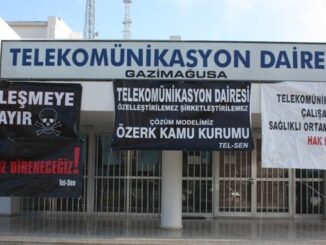 TELEKOMÜNİKASYON DAİRES
GAZİMAĞUSA
LEŞMEYE
AYIR
Z DİRENECEĞİZ!
Tel-Sen
TELEKOMÜNİKASYON DAİRESİ
ÖZELLEŞTİRİLEMEZ ŞİRKETLEŞTİRİLEMEZ
ÇÖZÜM MODELİMİZ
ÖZERK KAMU KURUMU
TEL-SEN
TELEKOMÜNİK
ÇALIŞA
SAĞLIKLI ORTAM
HAK